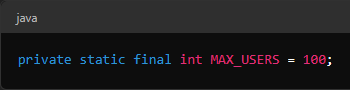 java
private static final int MAX_USERS = 100;